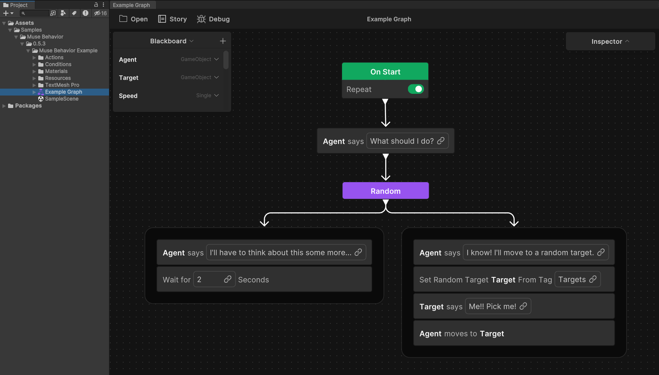 Project
16
Assets
Samples
Muse Behavior
0.5.3
Muse Behavior Example
Actions
Conditions
Materials
Resources
TextMesh Pro
Example Graph
SampleScene
Packages
Example Graph
Open Story Debug
Example Graph
Blackboard
Agent GameObject
Target GameObject
Speed Single
Inspector
On Start
Repeat
Agent says What should I do?
Random
Agent says I'll have to think about this some more...
Wait for 2 Seconds
Agent says I know! I'll move to a random target.
Set Random Target Target From Tag Targets
Target says Me!! Pick me!
Agent moves to Target